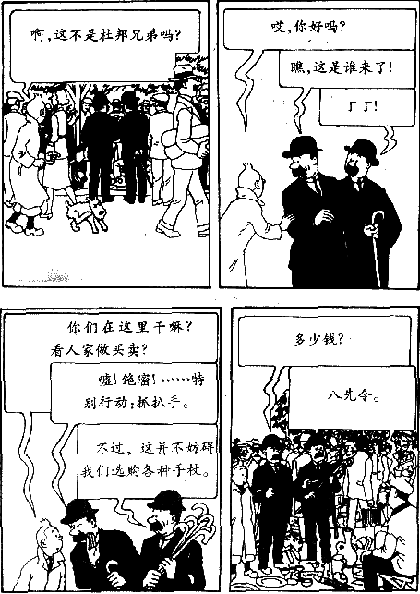 啊，这不是杜邦兄弟吗？
哎，你好吗？
瞧，这是谁来了！
丁丁！
你们在这里干嘛？
看人家做买卖？
嘘！绝密！……特
别行动：抓扒手。
不过，这并不妨碍
我们选购各种手杖。
多少钱？
八先令。